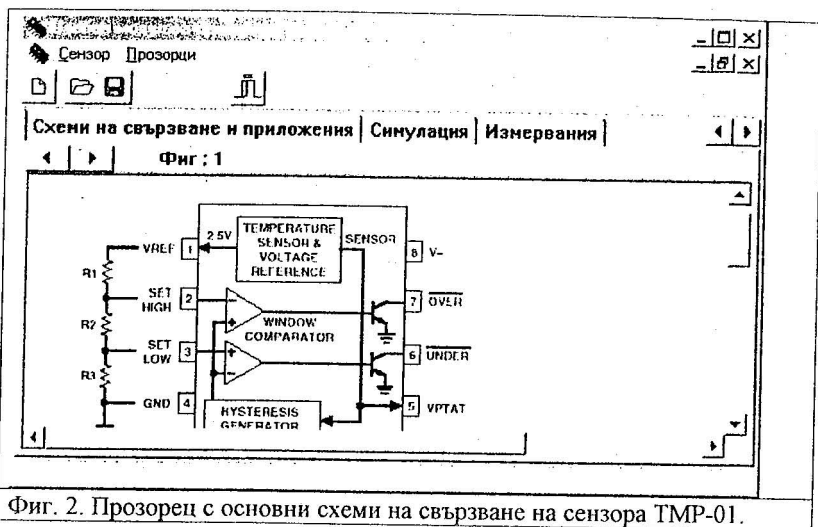 Сензор Прозорци
Схеми на свързване и приложения Симулация Измервания
Фиг : 1
VREF 1 2.5V TEMPERATURE SENSOR & VOLTAGE REFERENCE SENSOR 8 V-
R1
SET HIGH 2 7 OVER
R2 WINDOW COMPARATOR
SET LOW 3 6 UNDER
R3
GND 4 HYSTERESIS GENERATOR 5 VPTAT
Фиг. 2. Прозорец с основни схеми на свързване на сензора TMP-01.